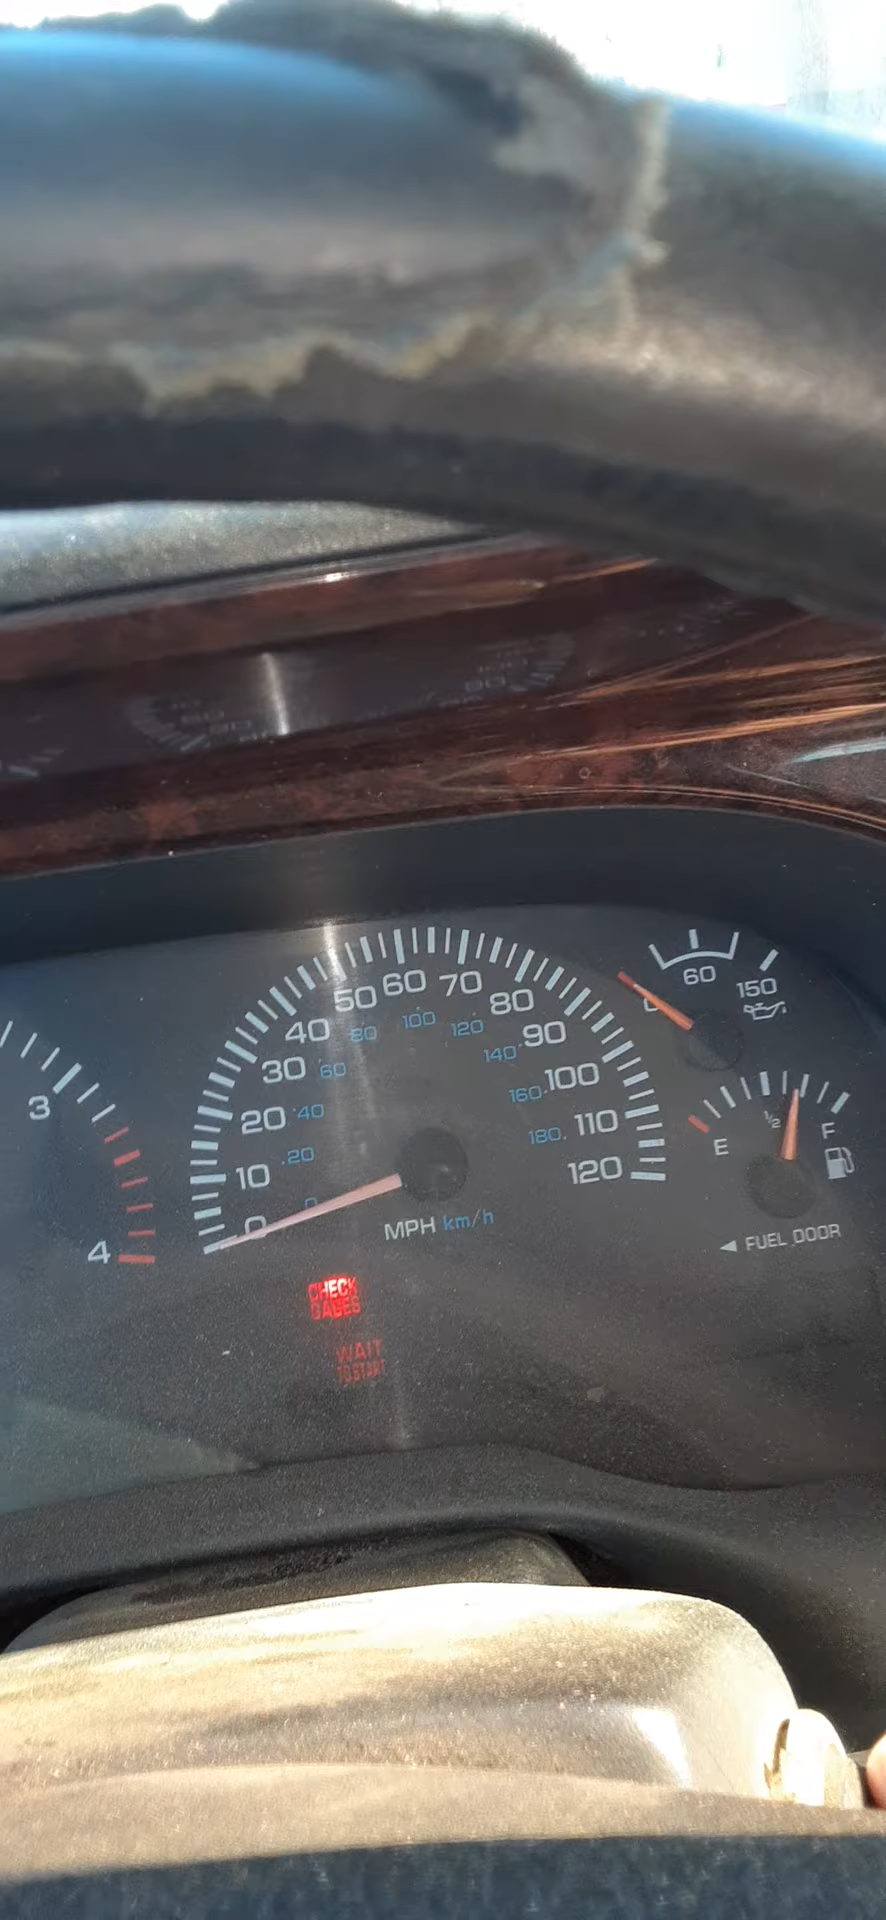 60
150
50 60 70
80
40 80 100 120
140 90
30 60
160 100
3
20 40
180 110
½
E F
20
10
120
0
0
4
MPH km/h
◄ FUEL DOOR
CHECK
GAGES
WAIT
TO START